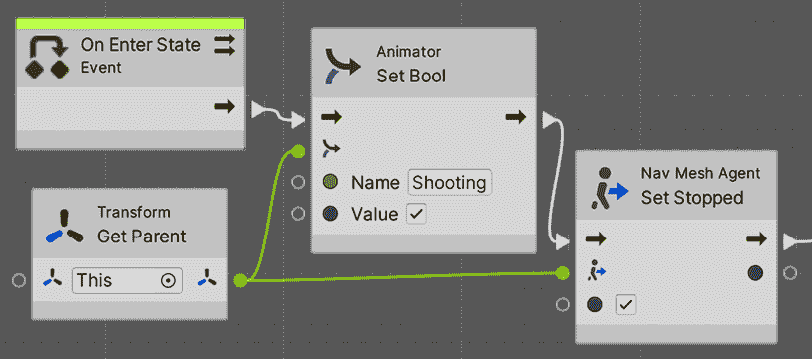 On Enter State
Event
Animator
Set Bool
Name Shooting
Value
Transform
Get Parent
This
Nav Mesh Agent
Set Stopped